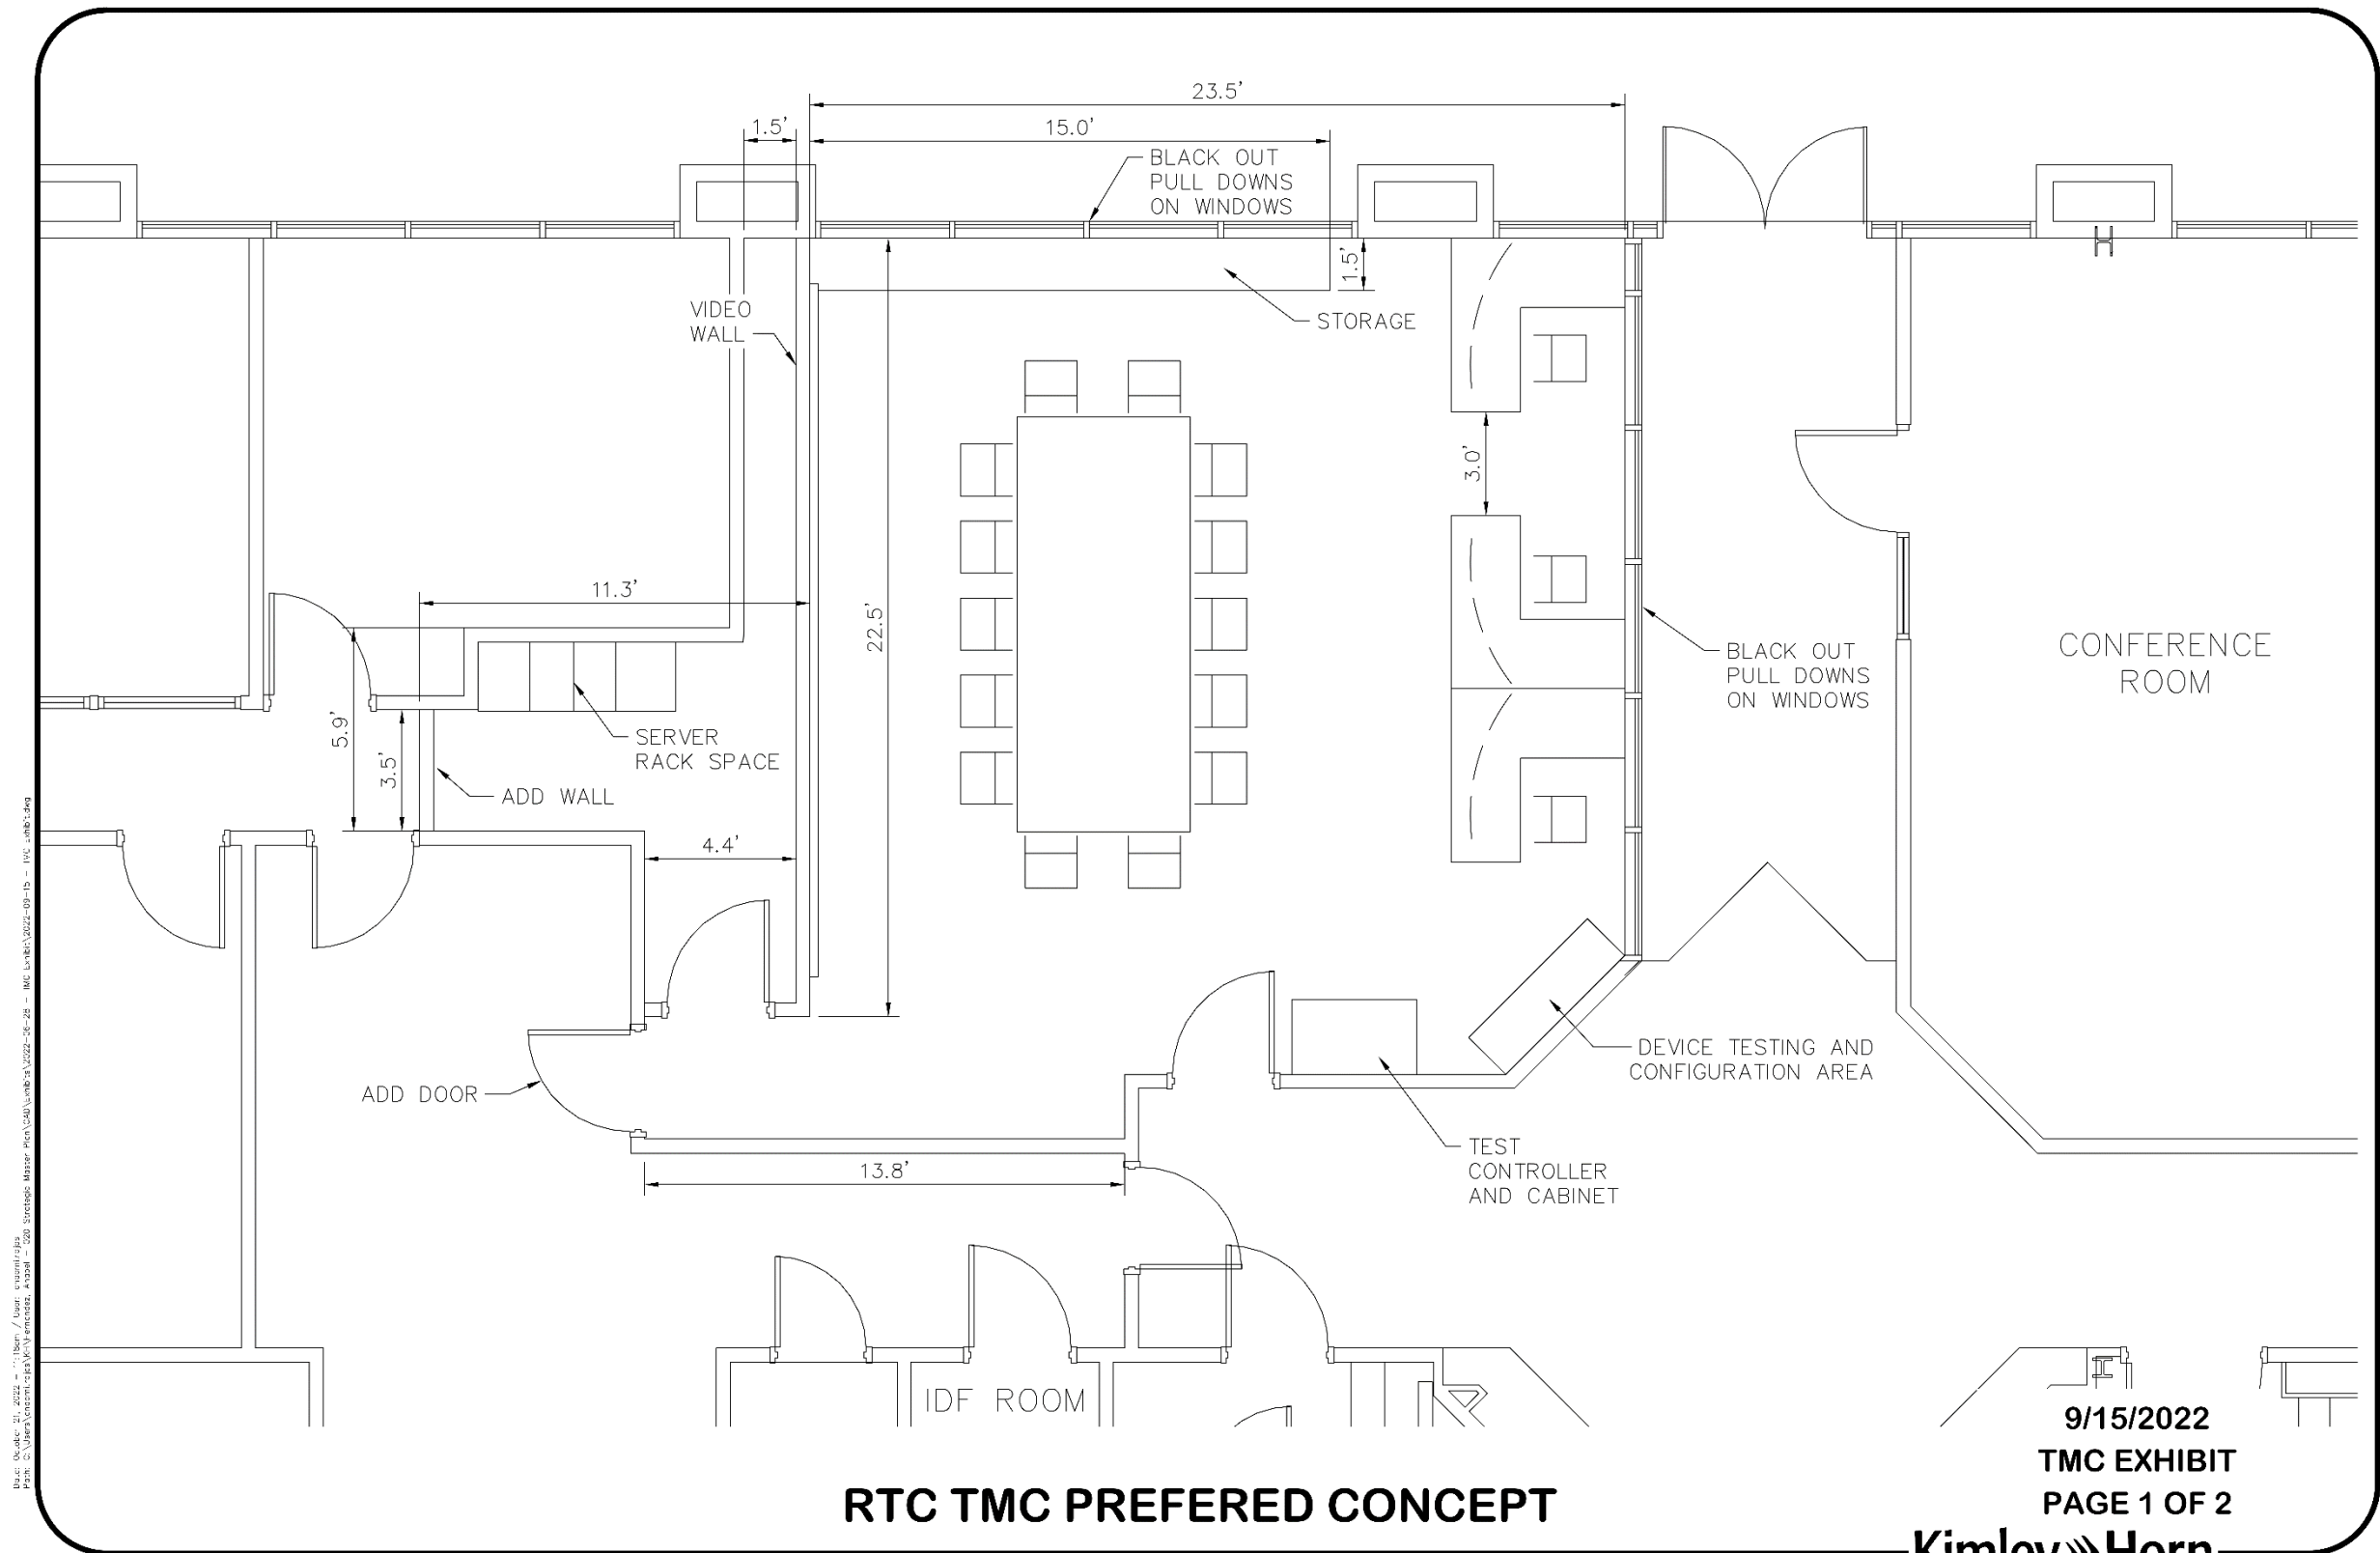 23.5'
1.5'
15.0'
BLACK OUT
PULL DOWNS
ON WINDOWS
1.5'
VIDEO
WALL
STORAGE
3.0'
11.3'
22.5'
BLACK OUT
PULL DOWNS
ON WINDOWS
CONFERENCE
ROOM
5.9'
3.5'
SERVER
RACK SPACE
ADD WALL
4.4'
ADD DOOR
DEVICE TESTING AND
CONFIGURATION AREA
TEST
CONTROLLER
AND CABINET
13.8'
IDF ROOM
9/15/2022
TMC EXHIBIT
PAGE 1 OF 2
RTC TMC PREFERED CONCEPT
Kimley Horn